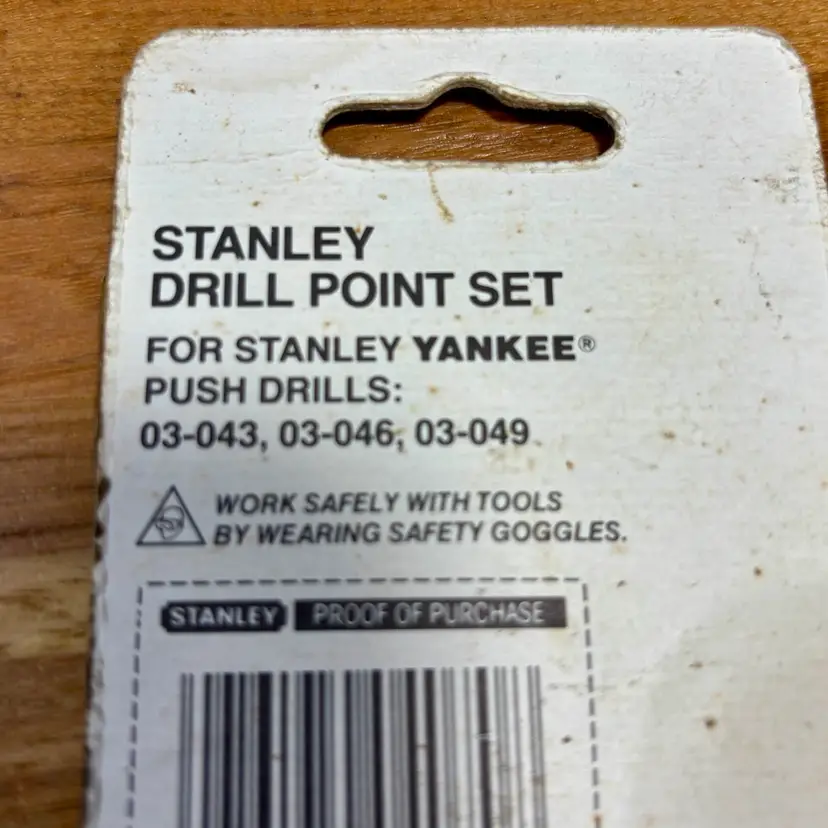 STANLEY
DRILL POINT SET
FOR STANLEY YANKEE®
PUSH DRILLS:
03-043, 03-046, 03-049
WORK SAFELY WITH TOOLS
BY WEARING SAFETY GOGGLES.
STANLEY PROOF OF PURCHASE